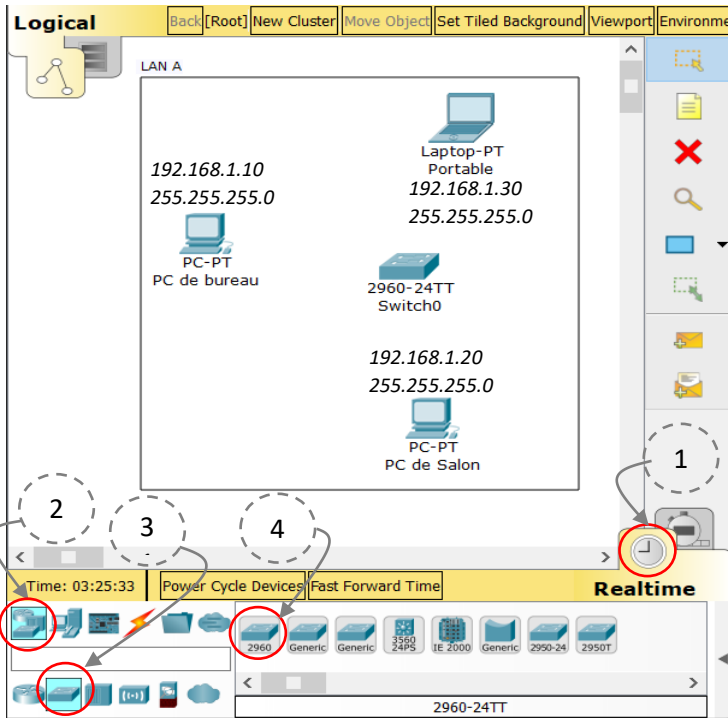 Logical Back [Root] New Cluster Move Object Set Tiled Background Viewport Environme
LAN A
Laptop-PT
Portable
192.168.1.10
192.168.1.30
255.255.255.0
255.255.255.0
PC-PT
PC de bureau
2960-24TT
Switch0
192.168.1.20
255.255.255.0
PC-PT
PC de Salon
1
2
3
4
Time: 03:25:33 Power Cycle Devices Fast Forward Time Realtime
2960 Generic Generic 3560 24PS IE 2000 Generic 2950-24 2950T
2960-24TT